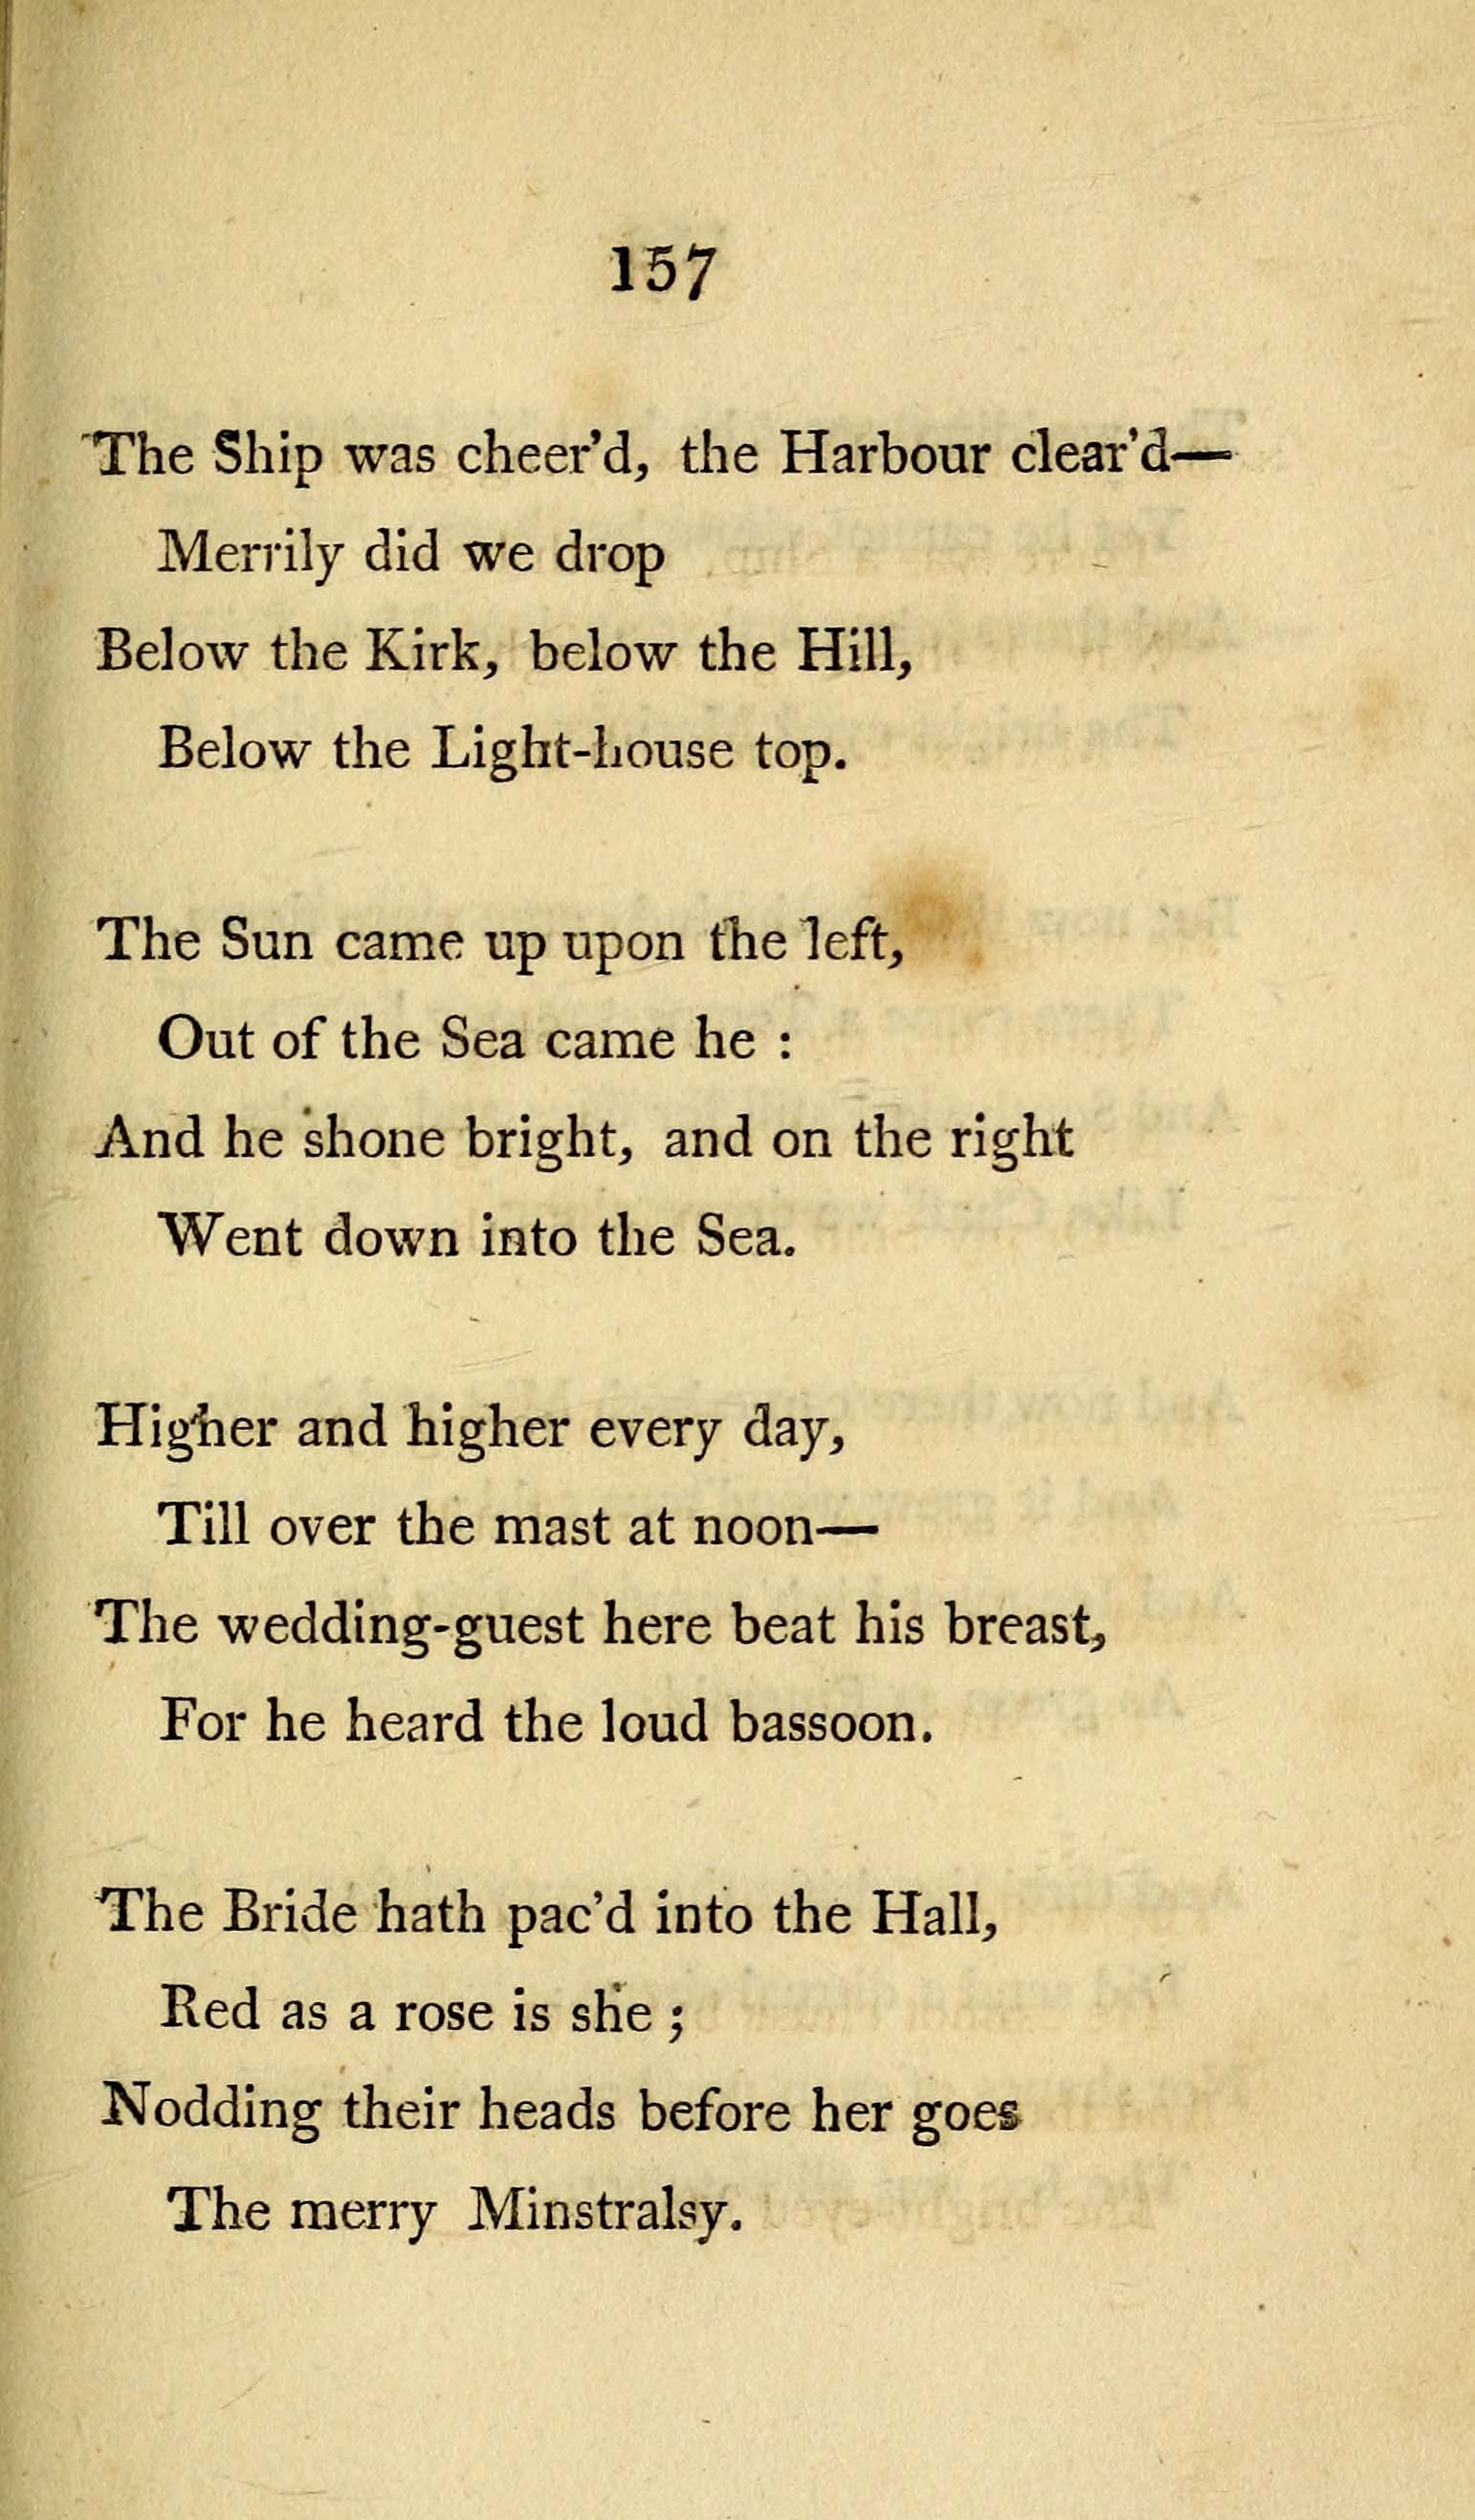 157
The Ship was cheer'd, the Harbour clear'd—
Merrily did we drop
Below the Kirk, below the Hill,
Below the Light-house top.
The Sun came up upon the left,
Out of the Sea came he :
And he shone bright, and on the right
Went down into the Sea.
Higher and higher every day,
Till over the mast at noon—
The wedding-guest here beat his breast,
For he heard the loud bassoon.
The Bride hath pac'd into the Hall,
Red as a rose is she ;
Nodding their heads before her goes
The merry Minstralsy.